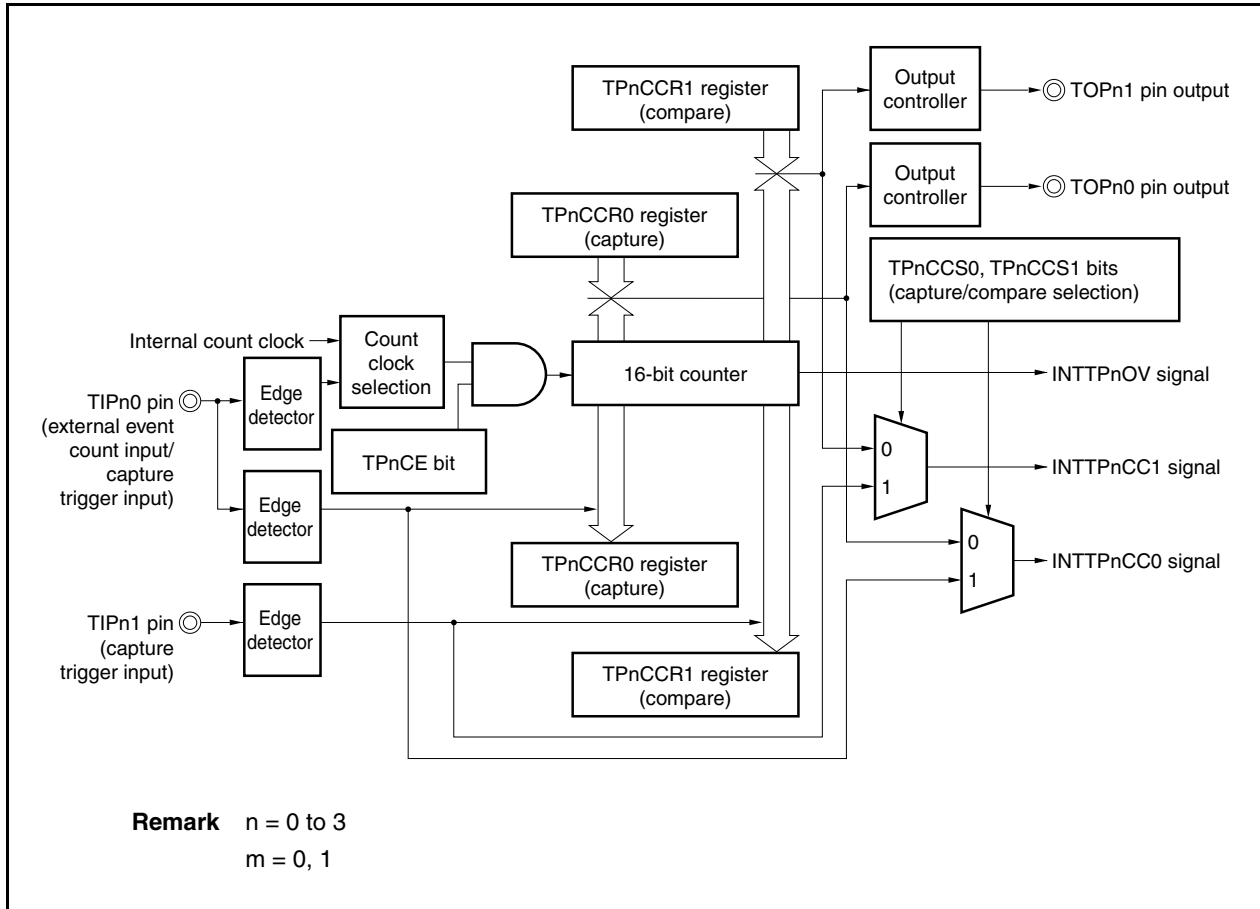 TPnCCR1 register
(compare)
Output
controller
TOPn1 pin output
Output
controller
TOPn0 pin output
TPnCCR0 register
(capture)
TPnCCS0, TPnCCS1 bits
(capture/compare selection)
Internal count clock
Count
clock
selection
16-bit counter
INTTPnOV signal
TIPn0 pin
(external event
count input/
capture
trigger input)
Edge
detector
TPnCE bit
0
1
INTTPnCC1 signal
Edge
detector
TPnCCR0 register
(capture)
0
1
INTTPnCC0 signal
TIPn1 pin
(capture
trigger input)
Edge
detector
TPnCCR1 register
(compare)
Remark n = 0 to 3
m = 0, 1